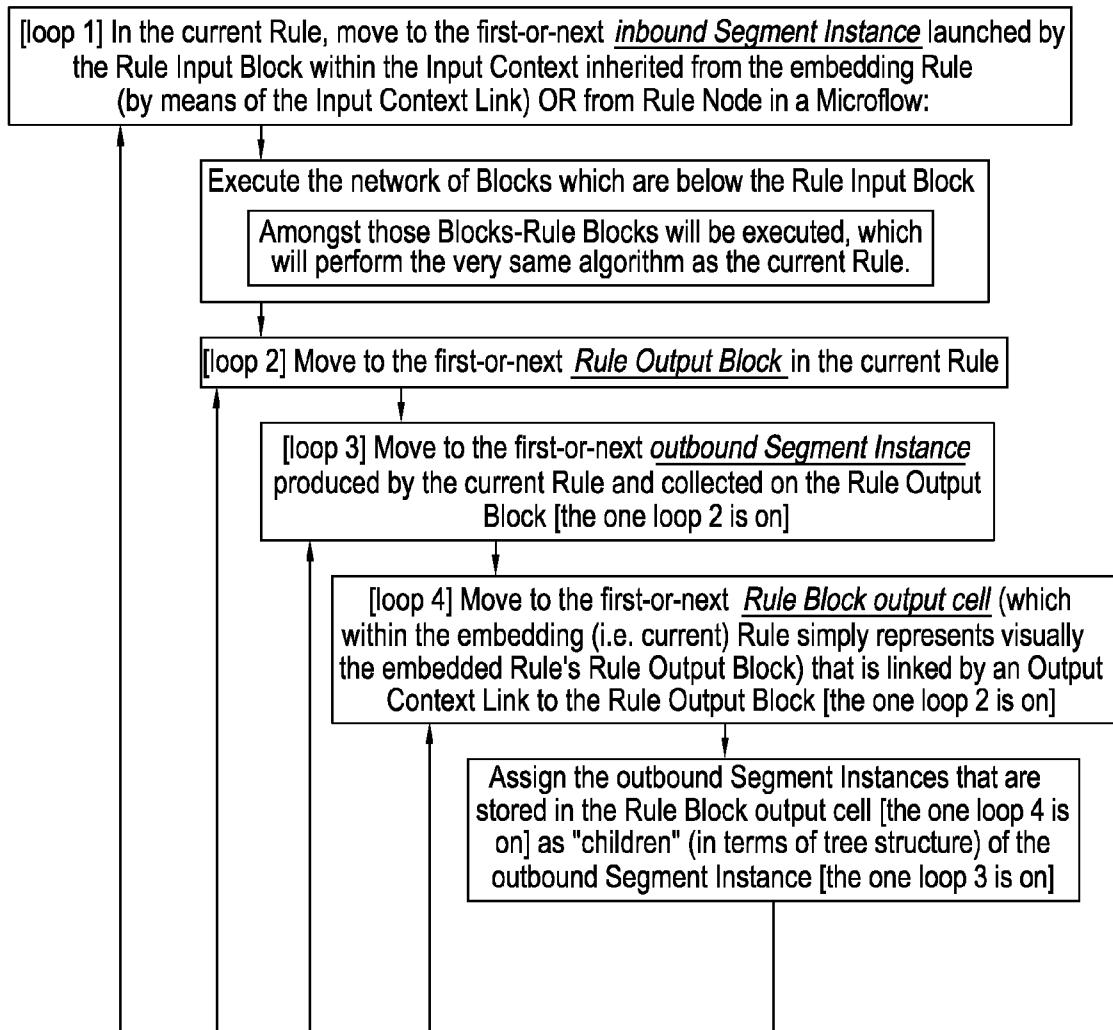 [loop 1] In the current Rule, move to the first-or-next inbound Segment Instance launched by
the Rule Input Block within the Input Context inherited from the embedding Rule
(by means of the Input Context Link) OR from Rule Node in a Microflow:
Execute the network of Blocks which are below the Rule Input Block
Amongst those Blocks-Rule Blocks will be executed, which
will perform the very same algorithm as the current Rule.
[loop 2] Move to the first-or-next Rule Output Block in the current Rule
[loop 3] Move to the first-or-next outbound Segment Instance
produced by the current Rule and collected on the Rule Output
Block [the one loop 2 is on]
[loop 4] Move to the first-or-next Rule Block output cell (which
within the embedding (i.e. current) Rule simply represents visually
the embedded Rule's Rule Output Block) that is linked by an Output
Context Link to the Rule Output Block [the one loop 2 is on]
Assign the outbound Segment Instances that are
stored in the Rule Block output cell [the one loop 4 is
on] as "children" (in terms of tree structure) of the
outbound Segment Instance [the one loop 3 is on]